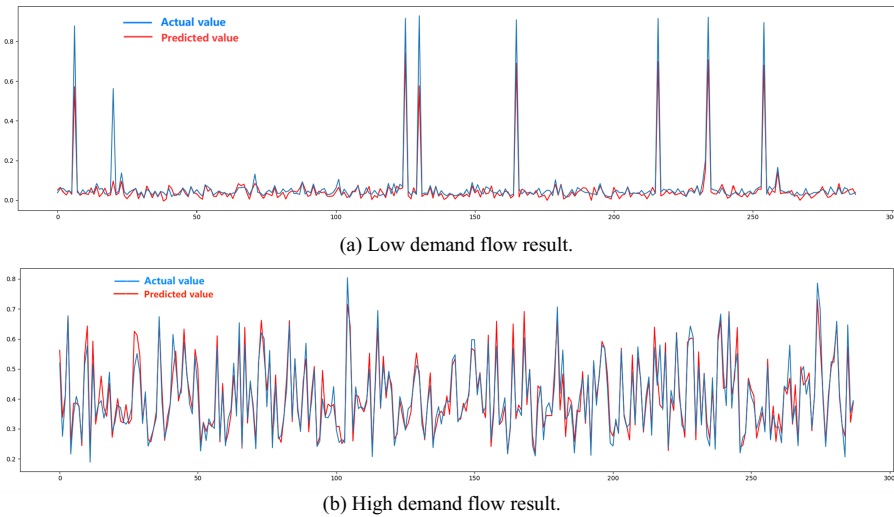 Actual value
Predicted value
0.8
0.6
0.4
0.2
0.0
0 50 100 150 200 250 300
(a) Low demand flow result.
Actual value
Predicted value
0.8
0.7
0.6
0.5
0.4
0.3
0.2
0 50 100 150 200 250 300
(b) High demand flow result.